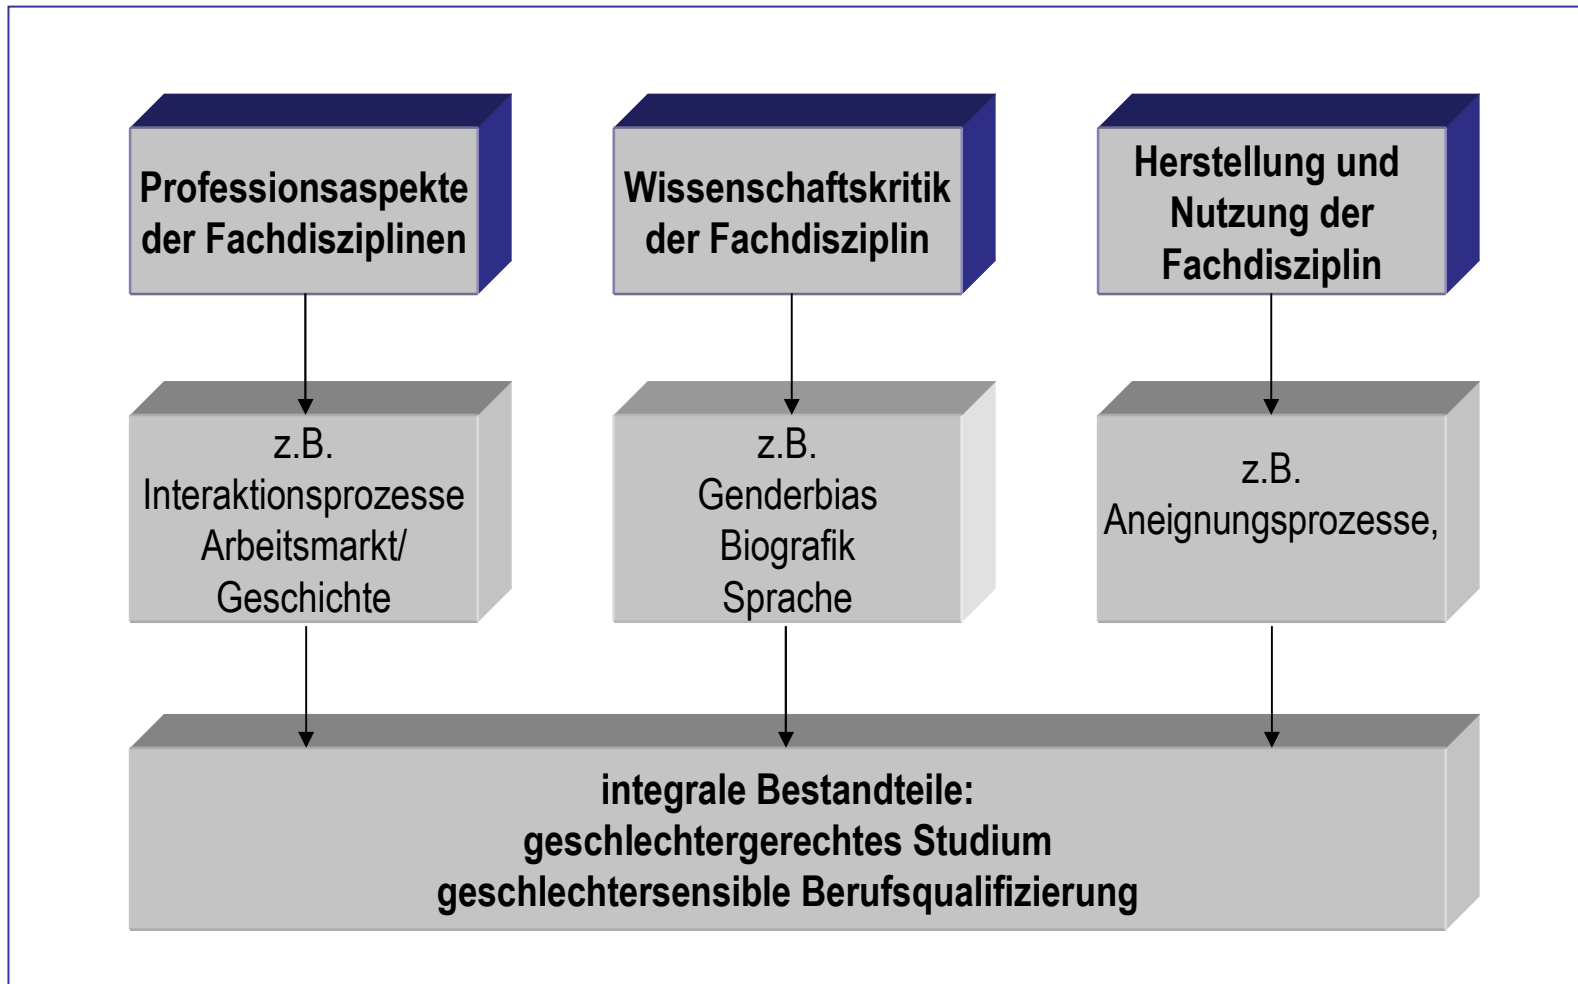 Professionsaspekte
der Fachdisziplinen
Wissenschaftskritik
der Fachdisziplin
Herstellung und
Nutzung der
Fachdisziplin
z.B.
Interaktionsprozesse
Arbeitsmarkt/
Geschichte
z.B.
Genderbias
Biografik
Sprache
z.B.
Aneignungsprozesse,
integrale Bestandteile:
geschlechtergerechtes Studium
geschlechtersensible Berufsqualifizierung